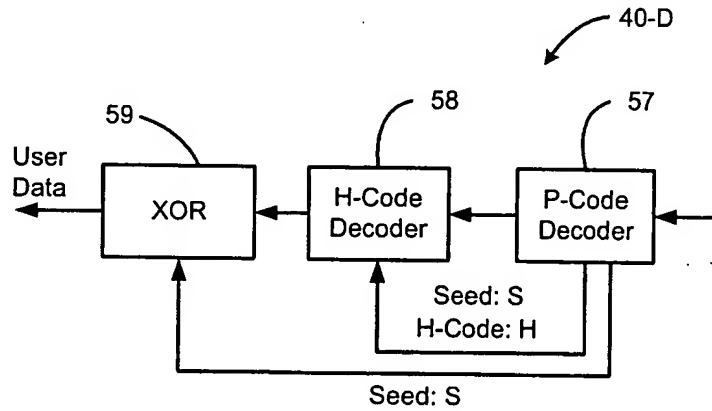 40-D
59
58
57
User
Data
XOR
H-Code
Decoder
P-Code
Decoder
Seed: S
H-Code: H
Seed: S